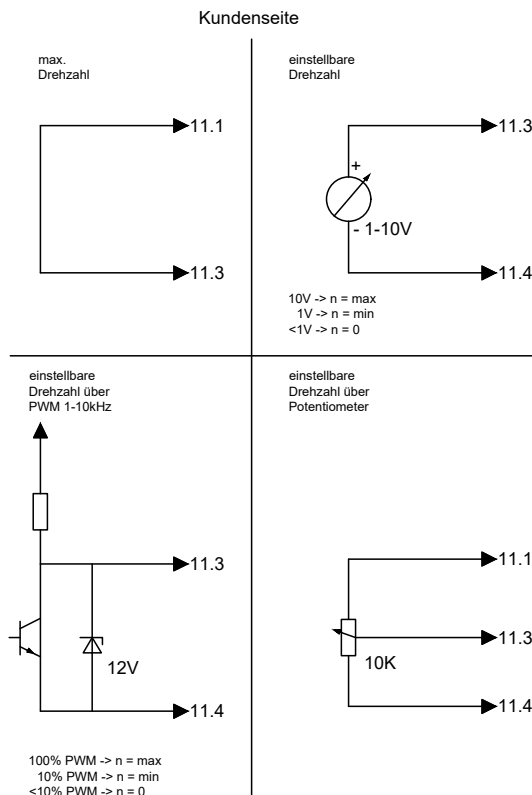 Kundenseite
max.
Drehzahl
11.1
11.3
einstellbare
Drehzahl
11.3
+
- 1-10V
11.4
10V -> n = max
1V -> n = min
<1V -> n = 0
einstellbare
Drehzahl über
PWM 1-10kHz
11.3
12V
11.4
100% PWM -> n = max
10% PWM -> n = min
<10% PWM -> n = 0
einstellbare
Drehzahl über
Potentiometer
11.1
11.3
10K
11.4